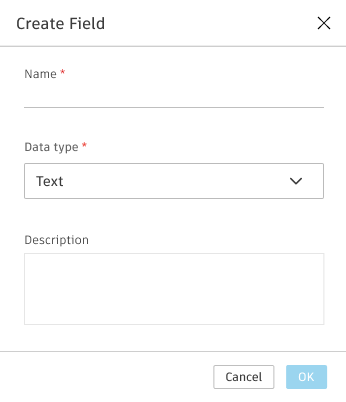 Create Field
Name *
Data type *
Text
Description
Cancel
OK